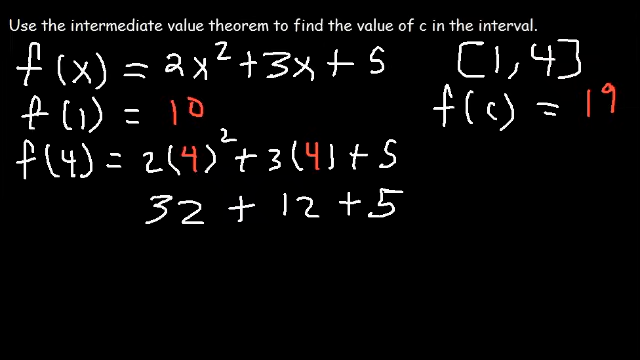 Use the intermediate value theorem to find the value of c in the interval.
f(x) = 2x² + 3x + 5 [1, 4]
f(1) = 10 f(c) = 19
f(4) = 2(4)² + 3(4) + 5
32 + 12 + 5